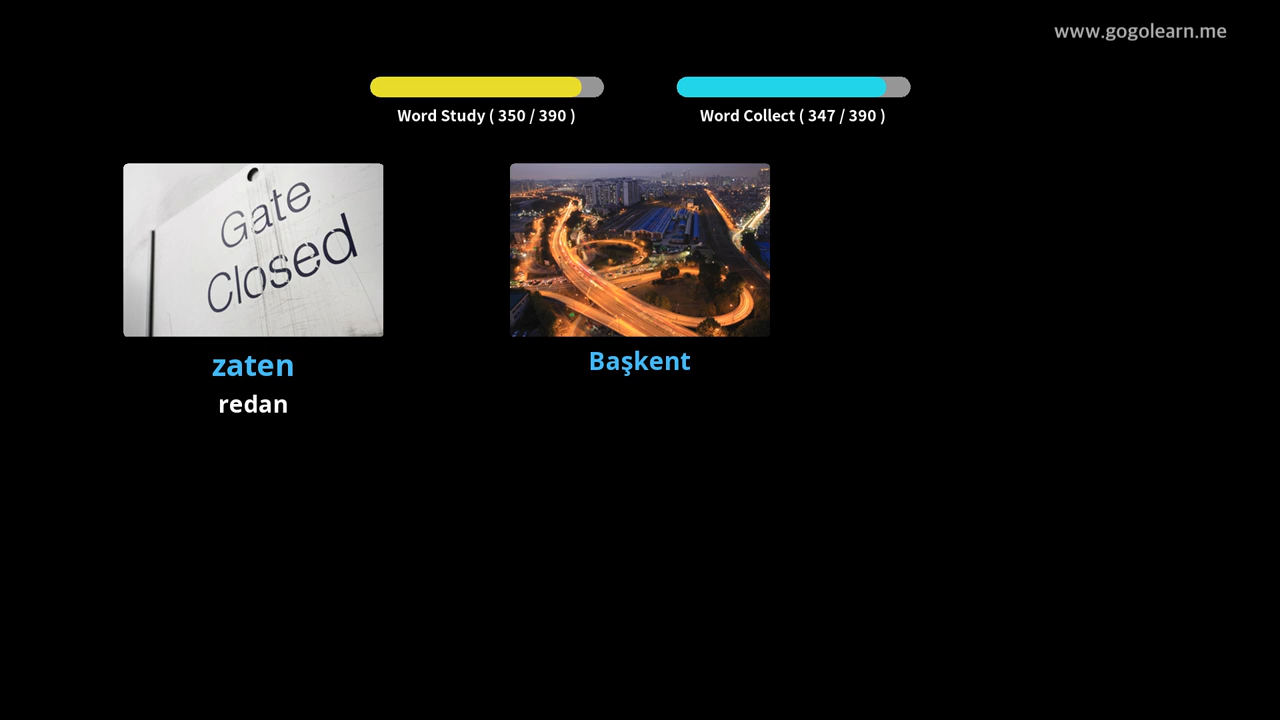 www.gogolearn.me
Word Study ( 350 / 390 )
Word Collect ( 347 / 390 )
Gate
Closed
zaten
redan
Başkent